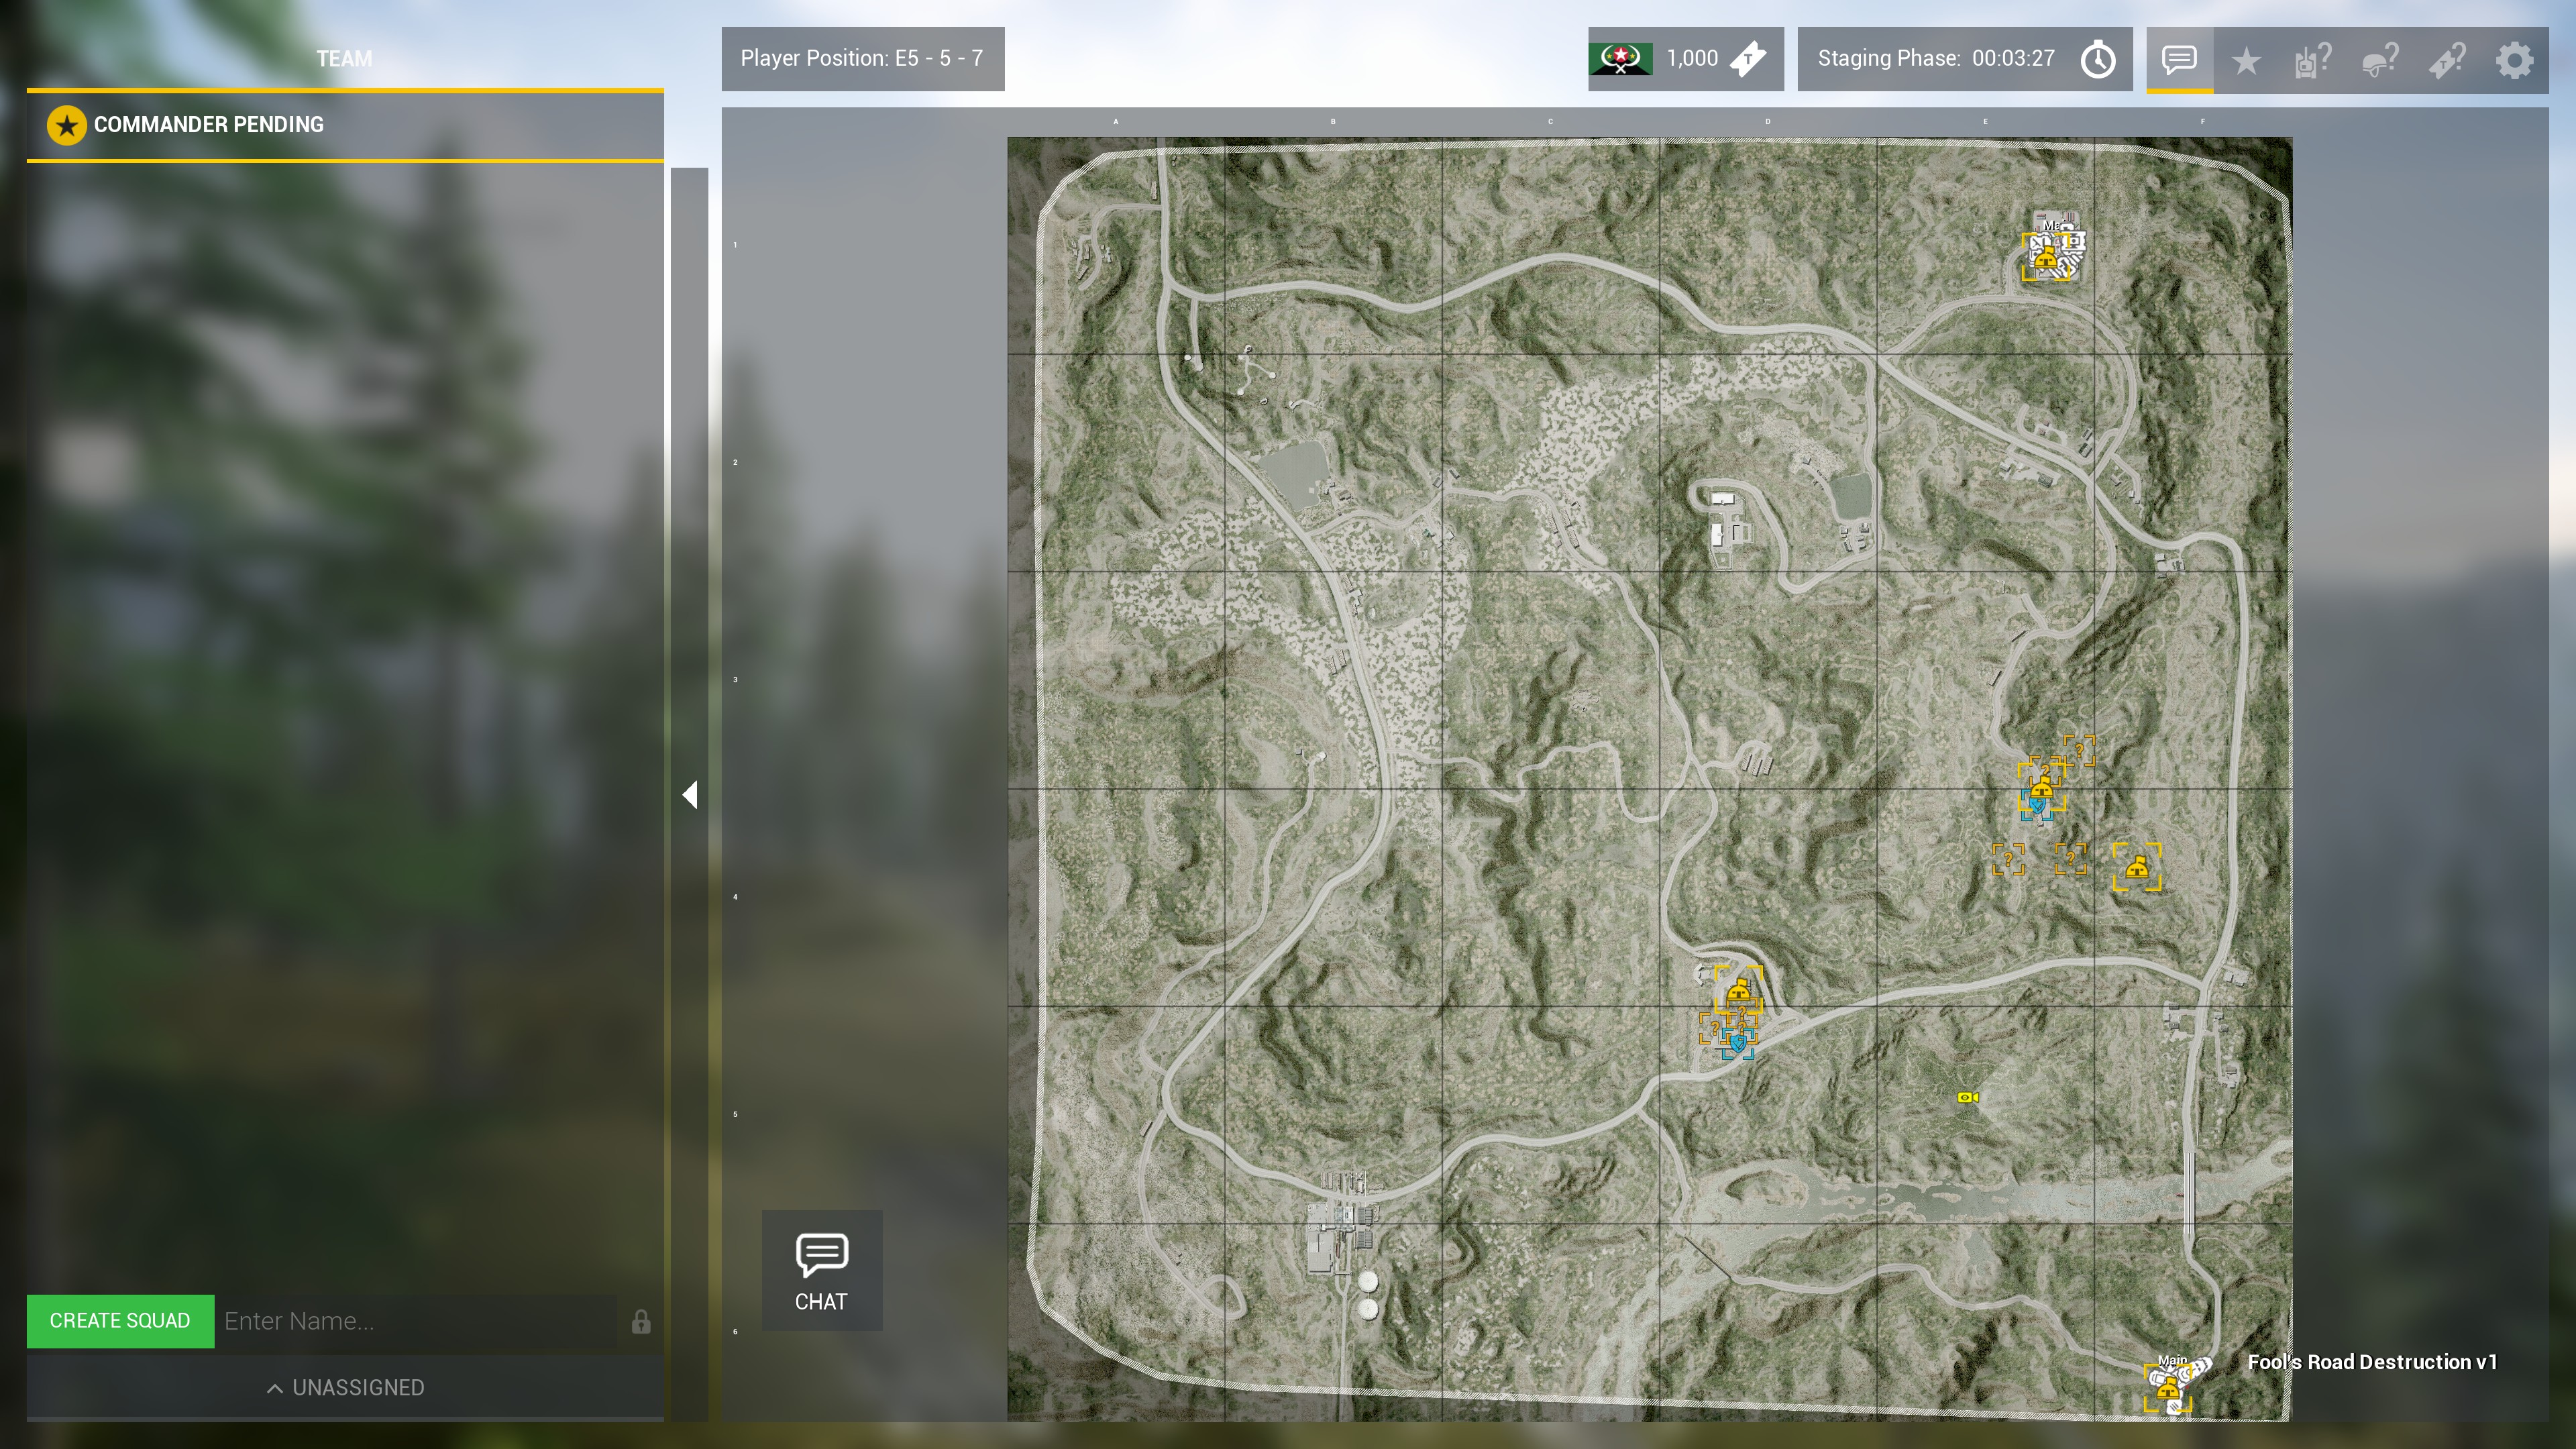 TEAM
Player Position: E5 - 5 - 7
1,000
T
Staging Phase: 00:03:27
?
?
T
?
COMMANDER PENDING
A
B
C
D
E
F
1
2
3
4
5
6
?
?
?
?
?
?
Main
CHAT
CREATE SQUAD
Enter Name...
UNASSIGNED
Fool's Road Destruction v1